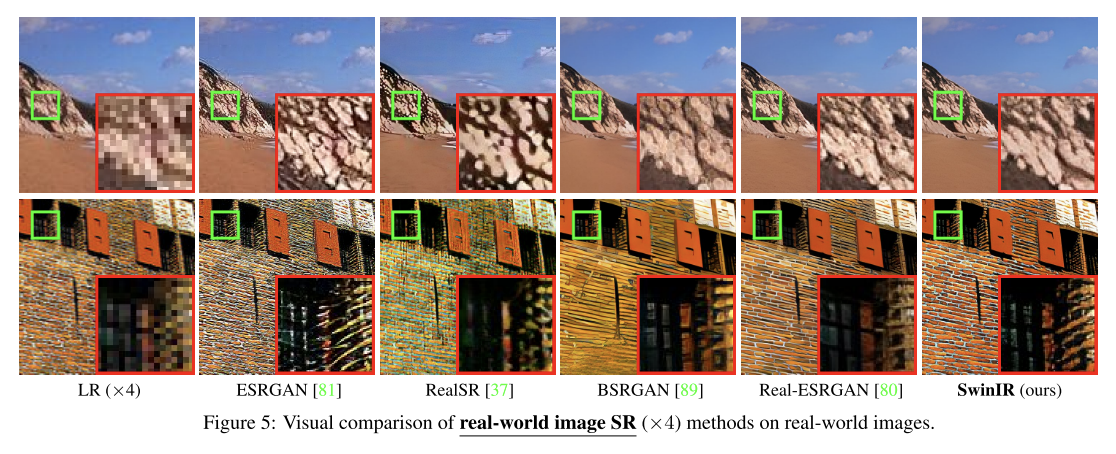 LR (×4) ESRGAN [81] RealSR [37] BSRGAN [89] Real-ESRGAN [80] SwinIR (ours)
Figure 5: Visual comparison of real-world image SR (×4) methods on real-world images.